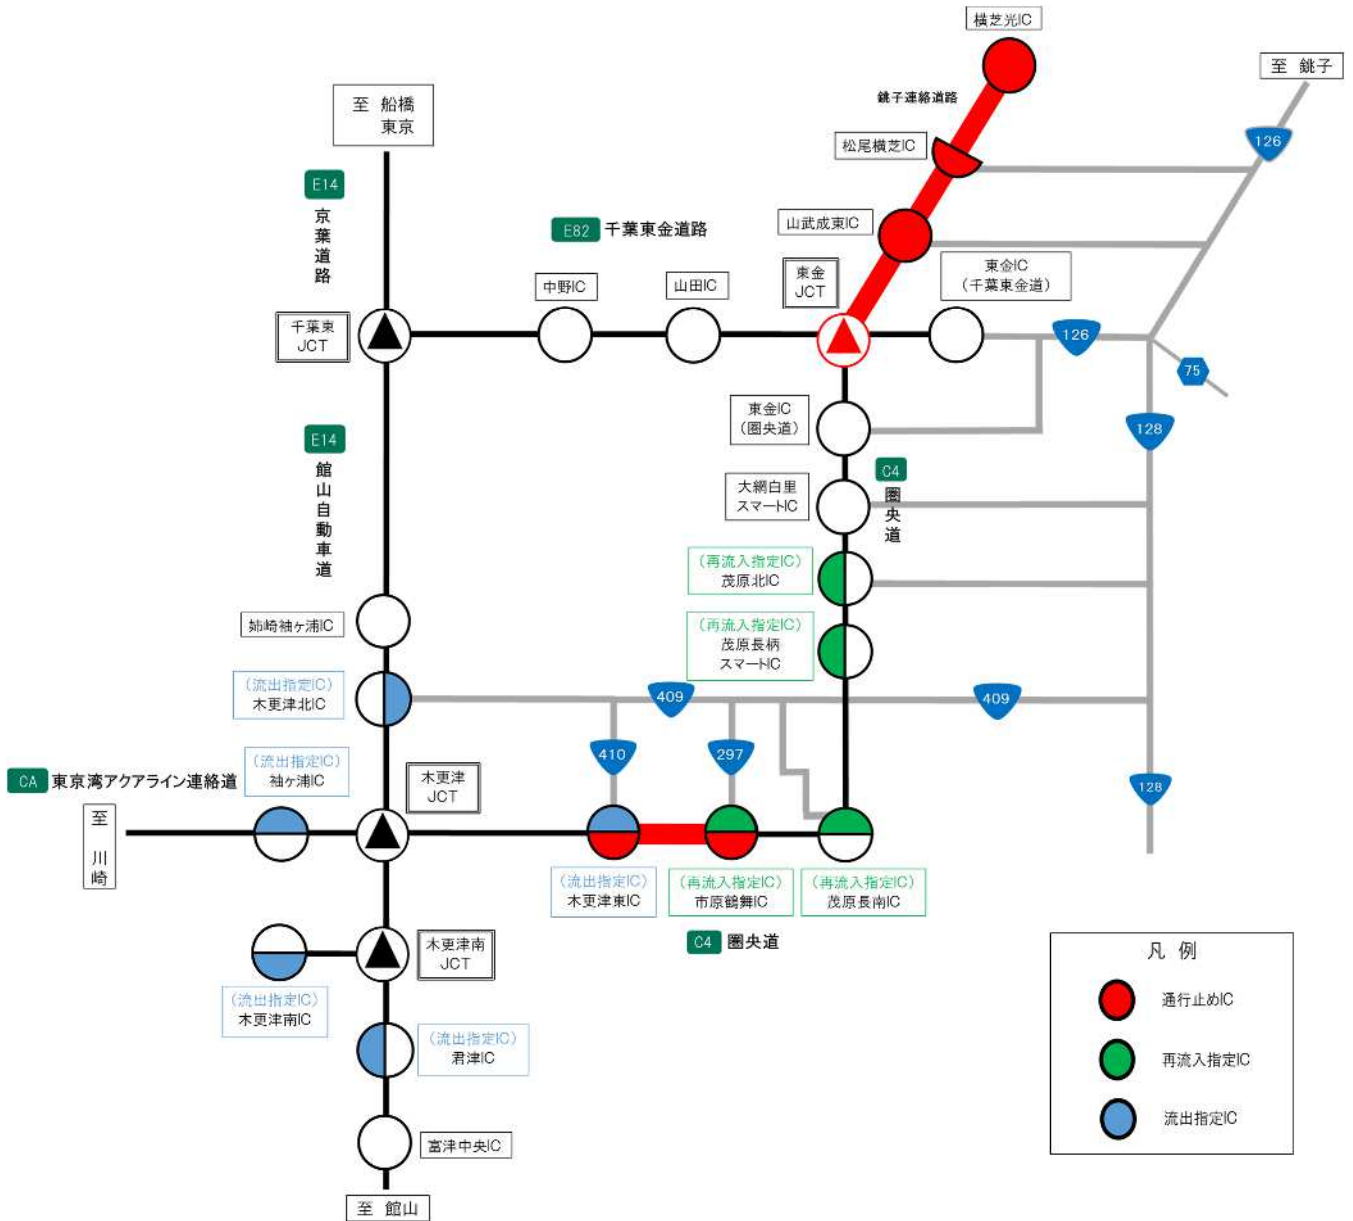 横芝光IC
至 銚子
銚子連絡道路
至 船橋
東京
126
松尾横芝IC
E14
京葉道路
山武成東IC
E82 千葉東金道路
東金
JCT
東金IC
(千葉東金道)
中野IC
山田IC
千葉東
JCT
126
75
東金IC
(圏央道)
128
E14
館山自動車道
C4
圏央道
大網白里
スマートIC
(再流入指定IC)
茂原北IC
姉崎袖ヶ浦IC
(再流入指定IC)
茂原長柄
スマートIC
(流出指定IC)
木更津北IC
409
409
410
297
128
(流出指定IC)
袖ヶ浦IC
CA 東京湾アクアライン連絡道
木更津
JCT
至 川崎
(流出指定IC)
木更津東IC
(再流入指定IC)
市原鶴舞IC
(再流入指定IC)
茂原長南IC
C4 圏央道
木更津南
JCT
(流出指定IC)
木更津南IC
(流出指定IC)
君津IC
富津中央IC
至 館山
凡 例
通行止めIC
再流入指定IC
流出指定IC